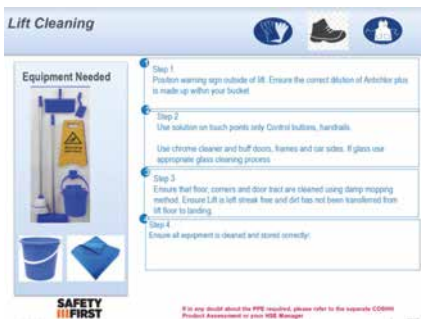 Lift Cleaning
Equipment Needed
Step 1
Position warning sign outside of lift. Ensure the correct dilution of Antichlor plus
is made up within your bucket
Step 2
Use solution on touch points only Control buttons, handrails.
Use chrome cleaner and buff doors, frames and car sides. If glass use
appropriate glass cleaning process
Step 3
Ensure that floor, corners and door tract are cleaned using damp mopping
method. Ensure Lift is left streak free and dirt has not been transferred from
lift floor to landing.
Step 4
Ensure all equipment is cleaned and stored correctly.
SAFETY
FIRST
If in any doubt about the PPE required, please refer to the separate COSHH
Product Assessment or your HSE Manager